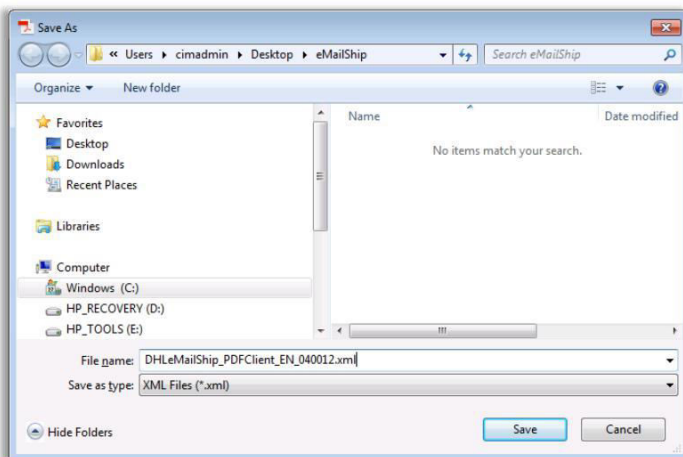 Save As
« Users ▸ cimadmin ▸ Desktop ▸ eMailShip
Search eMailShip
Organize ▾ New folder
Favorites
Desktop
Downloads
Recent Places
Libraries
Computer
Windows (C:)
HP_RECOVERY (D:)
HP_TOOLS (E:)
Name Date modified
No items match your search.
File name: DHLeMailShip_PDFClient_EN_040012.xml
Save as type: XML Files (*.xml)
Hide Folders
Save Cancel